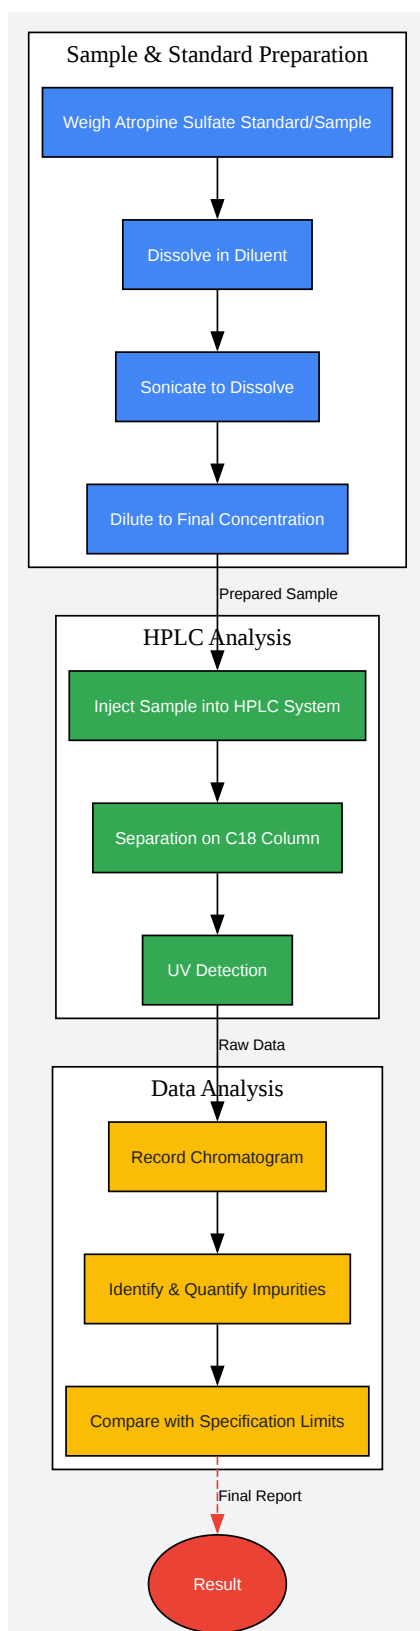 Sample & Standard Preparation
Weigh Atropine Sulfate Standard/Sample
Dissolve in Diluent
Sonicate to Dissolve
Dilute to Final Concentration
Prepared Sample
HPLC Analysis
Inject Sample into HPLC System
Separation on C18 Column
UV Detection
Raw Data
Data Analysis
Record Chromatogram
Identify & Quantify Impurities
Compare with Specification Limits
Final Report
Result